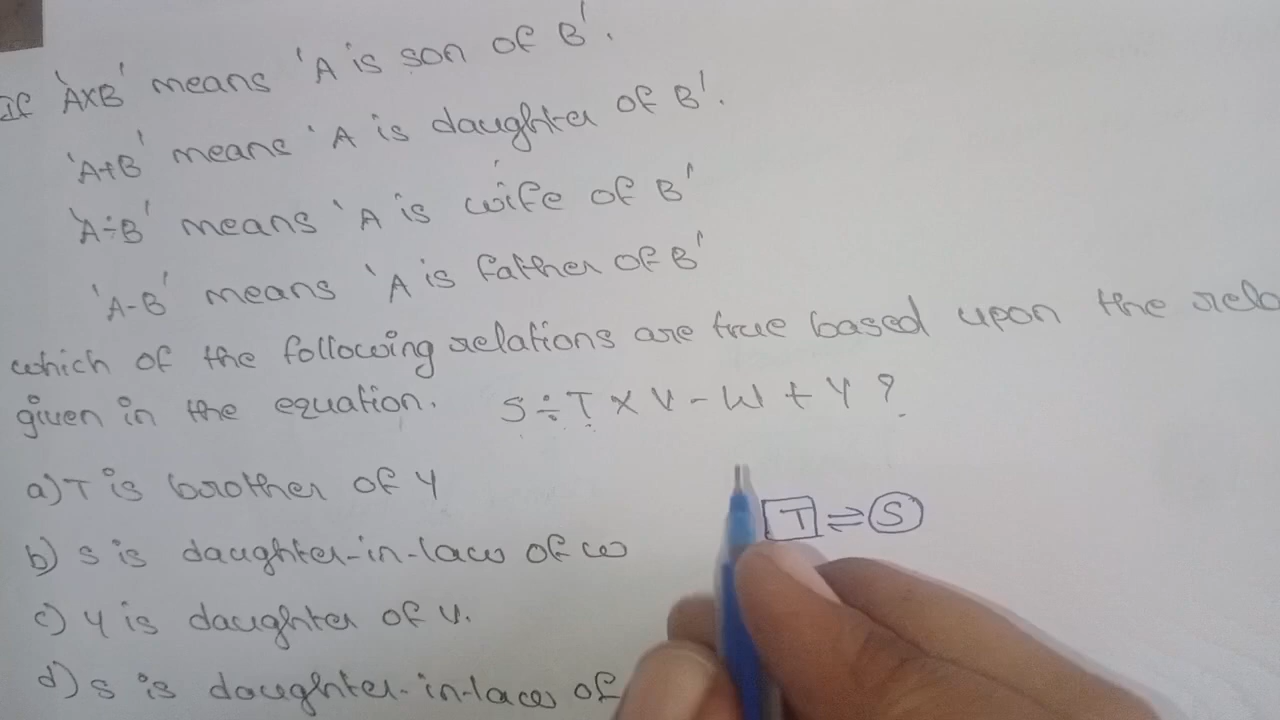 If 'A×B' means 'A is son of B'.
'A+B' means 'A is daughter of B'.
'A÷B' means 'A is wife of B'
'A-B' means 'A is father of B'
which of the following relations are true based upon the rela
given in the equation. S÷T×V-W+Y?
a) T is brother of Y
b) S is daughter-in-law of w
T ⇌ S
c) Y is daughter of V.
d) S is daughter-in-law of